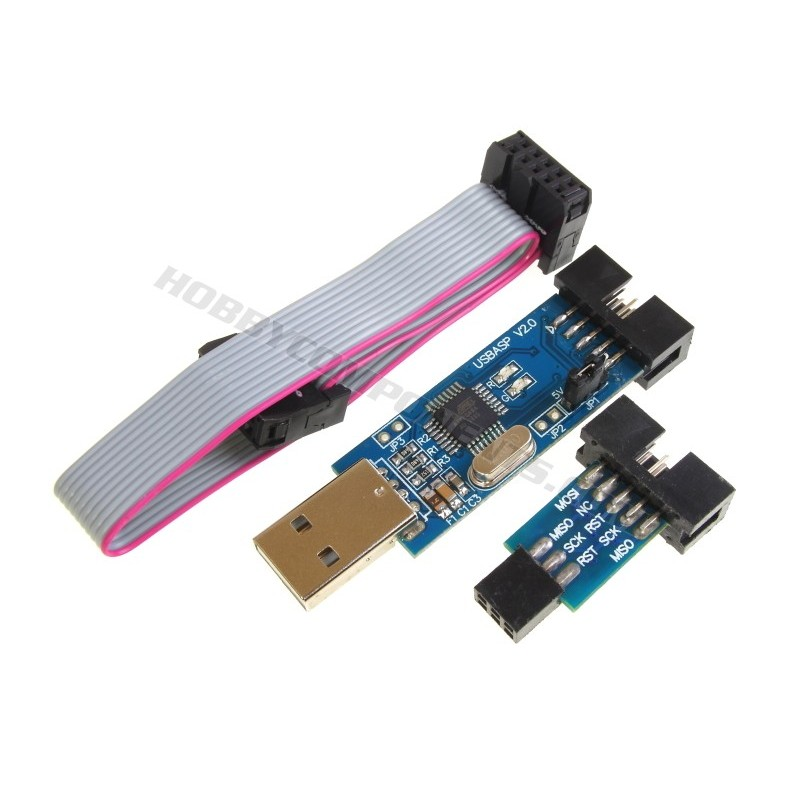 HOBBYCOMPONENTS.
USBASP V2.0
R
G
5V
JP1
JP2
JP3
R2
R1
R3
F1 C1 C3
MOSI
NC
RST
SCK
MISO
MISO
SCK
RST